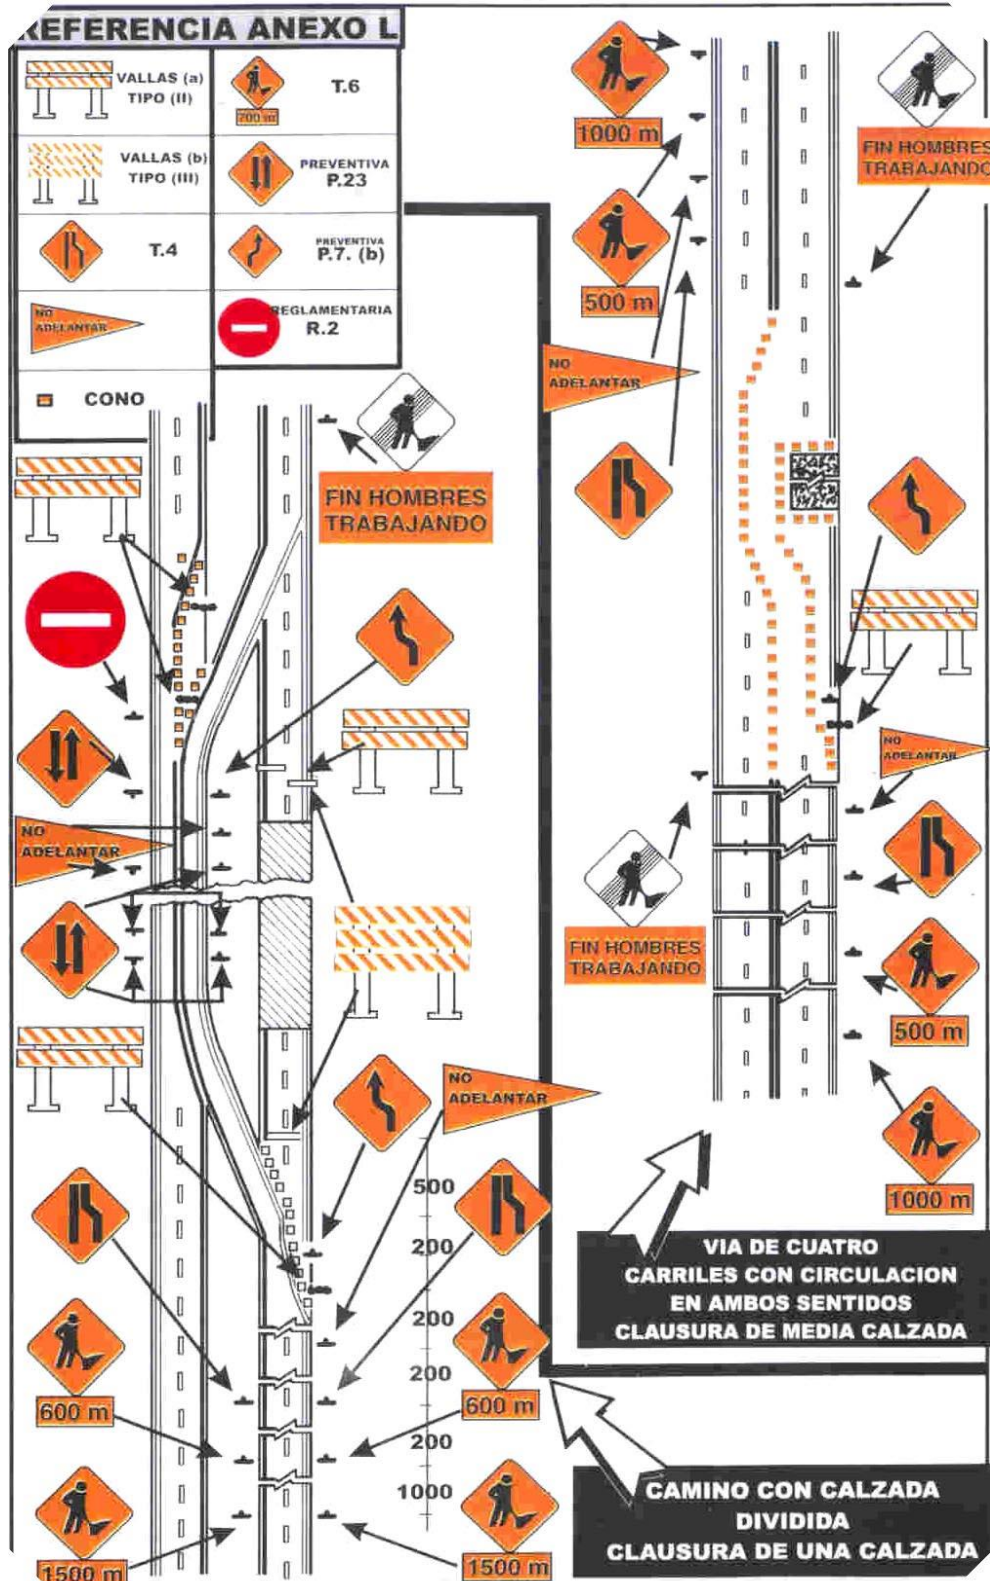 REFERENCIA ANEXO L
VALLAS (a)
TIPO (II)
700 m
T.6
VALLAS (b)
TIPO (III)
PREVENTIVA
P.23
T.4
PREVENTIVA
P.7. (b)
NO
ADELANTAR
REGLAMENTARIA
R.2
CONO
FIN HOMBRES
TRABAJANDO
NO
ADELANTAR
NO
ADELANTAR
500
200
200
200
200
1000
600 m
600 m
1500 m
1500 m
1000 m
500 m
NO
ADELANTAR
FIN HOMBRES
TRABAJANDO
NO
ADELANTAR
FIN HOMBRES
TRABAJANDO
500 m
1000 m
VIA DE CUATRO
CARRILES CON CIRCULACION
EN AMBOS SENTIDOS
CLAUSURA DE MEDIA CALZADA
CAMINO CON CALZADA
DIVIDIDA
CLAUSURA DE UNA CALZADA